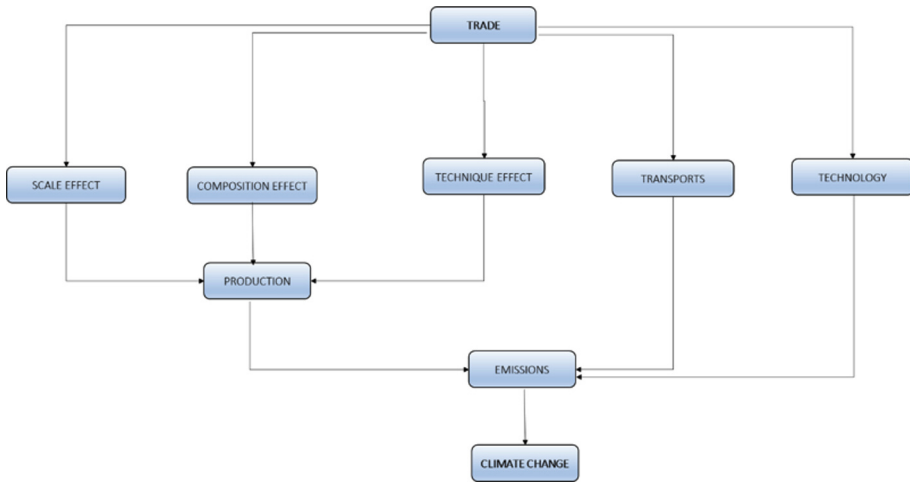 TRADE
SCALE EFFECT
COMPOSITION EFFECT
TECHNIQUE EFFECT
TRANSPORTS
TECHNOLOGY
PRODUCTION
EMISSIONS
CLIMATE CHANGE